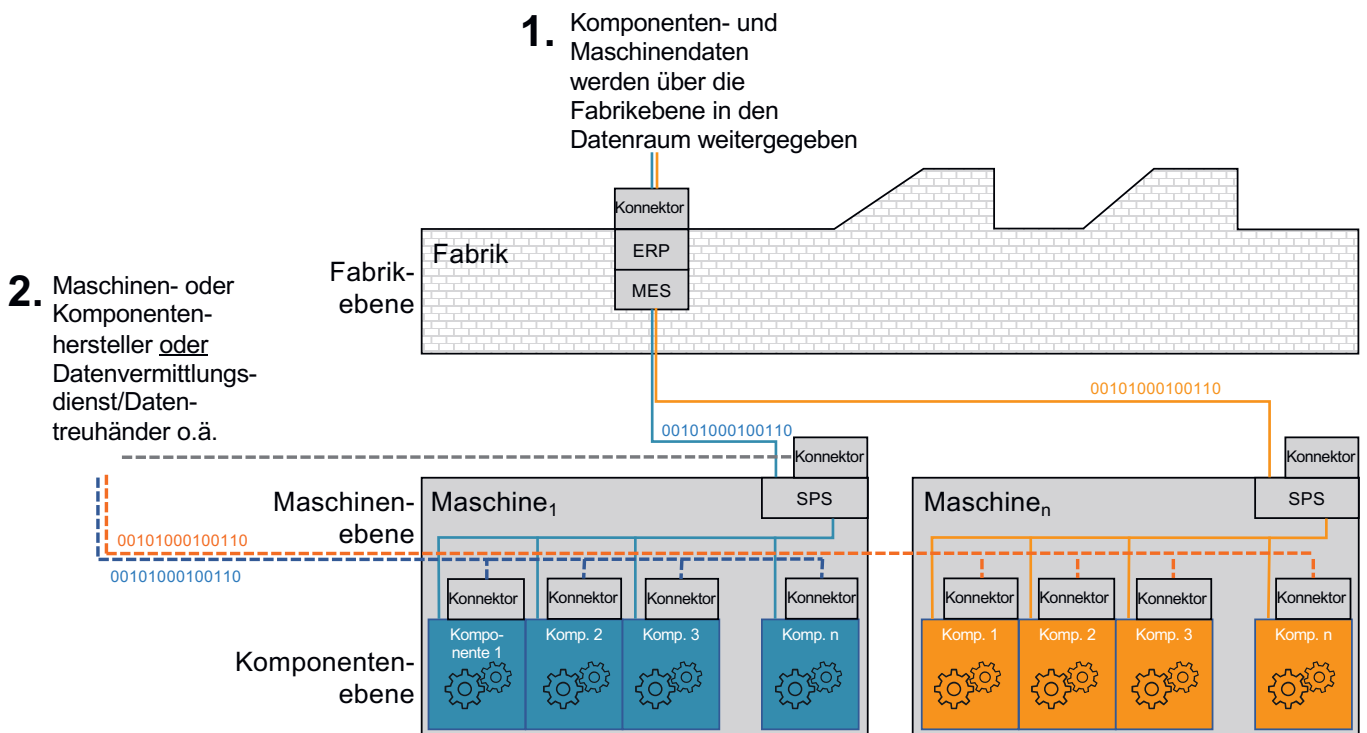 1. Komponenten- und
Maschinendaten
werden über die
Fabrikebene in den
Datenraum weitergegeben
Konnektor
ERP
MES
Fabrik
Fabrik-
ebene
2. Maschinen- oder
Komponenten-
hersteller oder
Datenvermittlungs-
dienst/Daten-
treuhänder o.ä.
00101000100110
00101000100110
Konnektor
Konnektor
Maschinen-
ebene
Maschine₁
SPS
Maschineₙ
SPS
00101000100110
00101000100110
Konnektor
Konnektor
Konnektor
Konnektor
Konnektor
Konnektor
Konnektor
Konnektor
Komponenten-
ebene
Kompo-
nente 1
Komp. 2
Komp. 3
Komp. n
Komp. 1
Komp. 2
Komp. 3
Komp. n